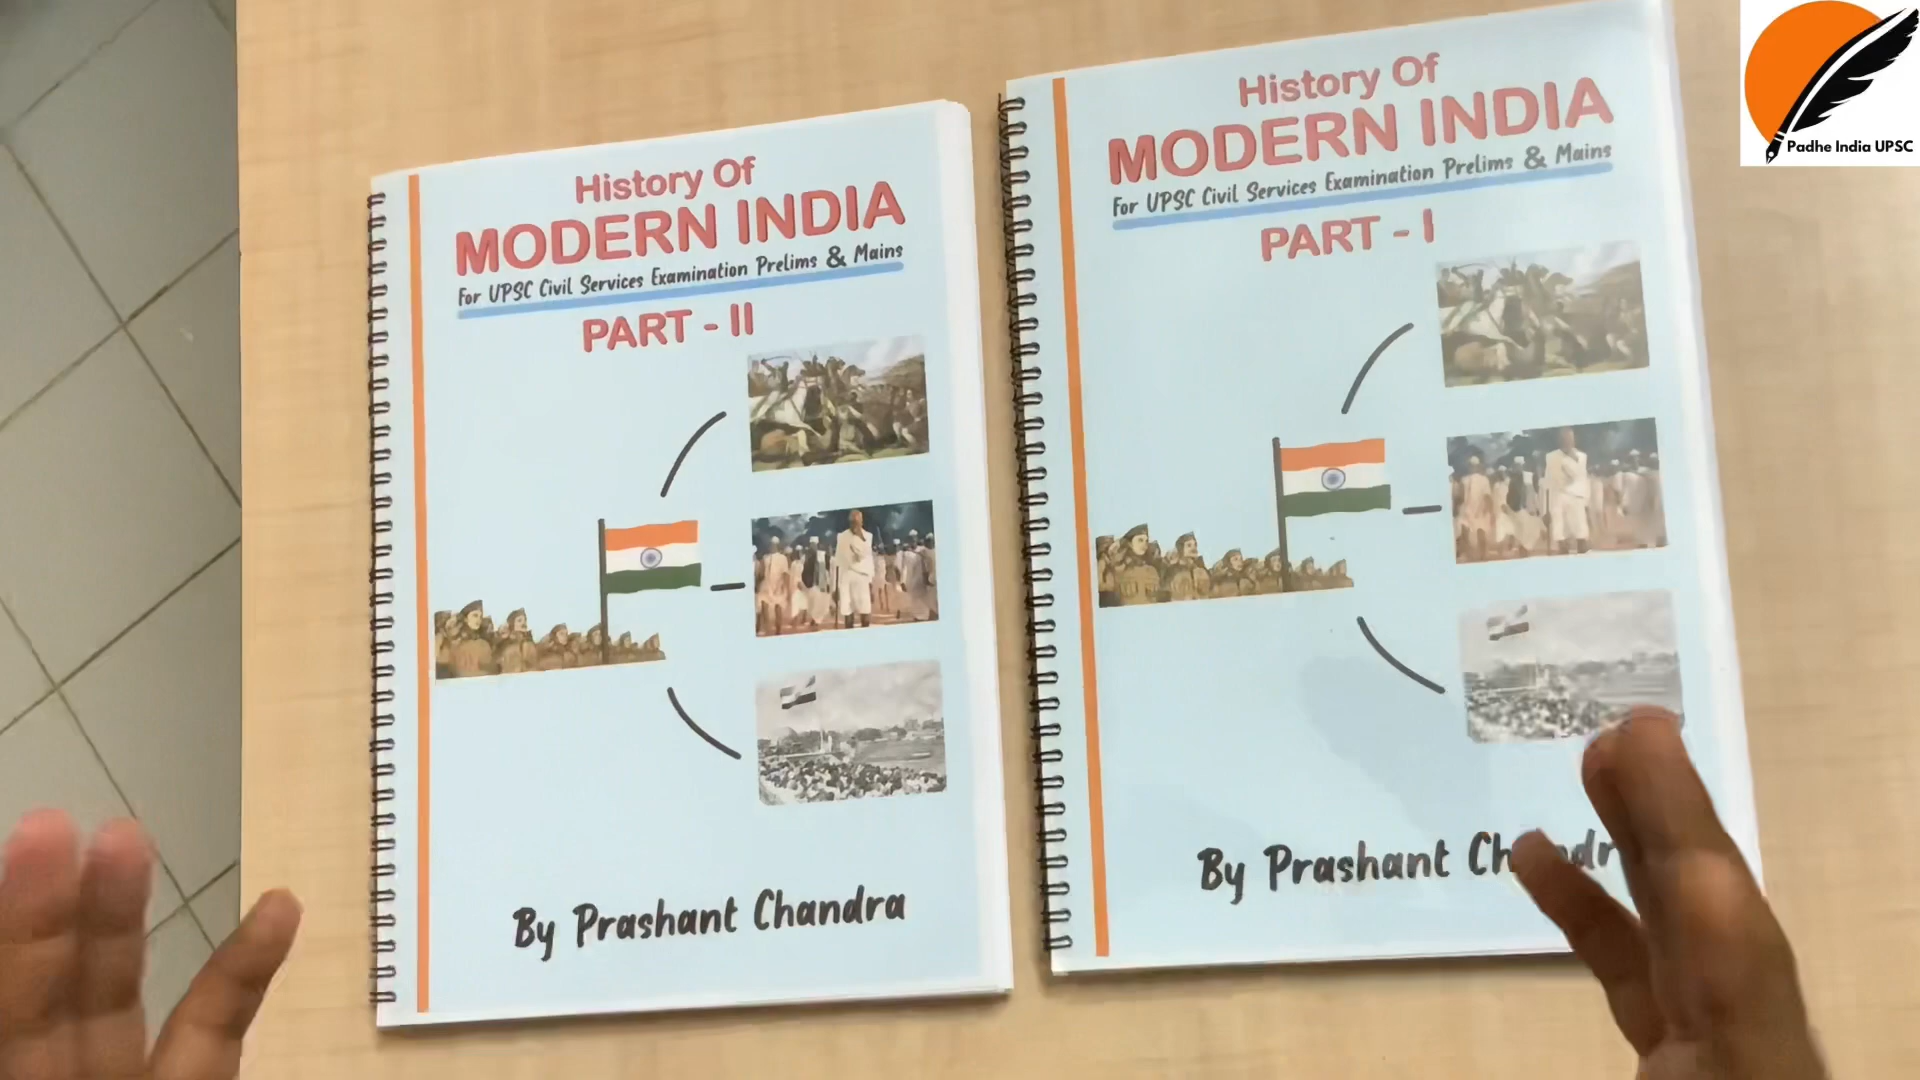 History Of
MODERN INDIA
For UPSC Civil Services Examination Prelims & Mains
PART - II
By Prashant Chandra
History Of
MODERN INDIA
For UPSC Civil Services Examination Prelims & Mains
PART - I
By Prashant
Padhe India UPSC